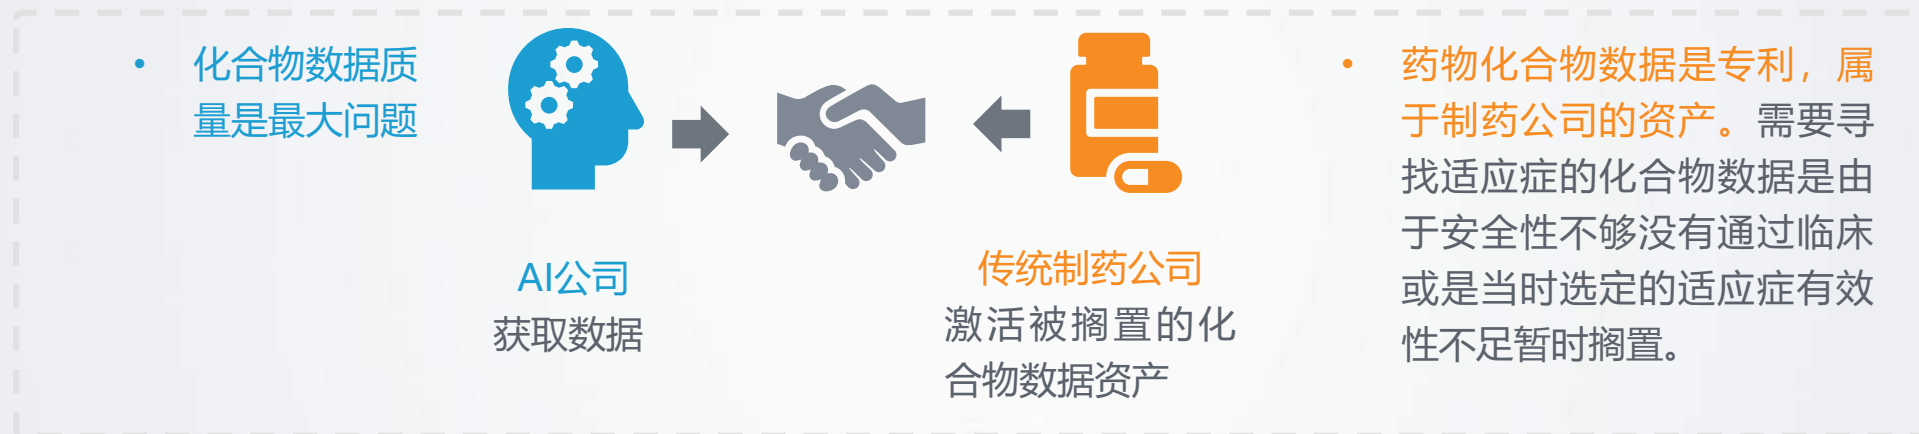 • 化合物数据质
量是最大问题
AI公司
获取数据
传统制药公司
激活被搁置的化
合物数据资产
• 药物化合物数据是专利，属
于制药公司的资产。需要寻
找适应症的化合物数据是由
于安全性不够没有通过临床
或是当时选定的适应症有效
性不足暂时搁置。